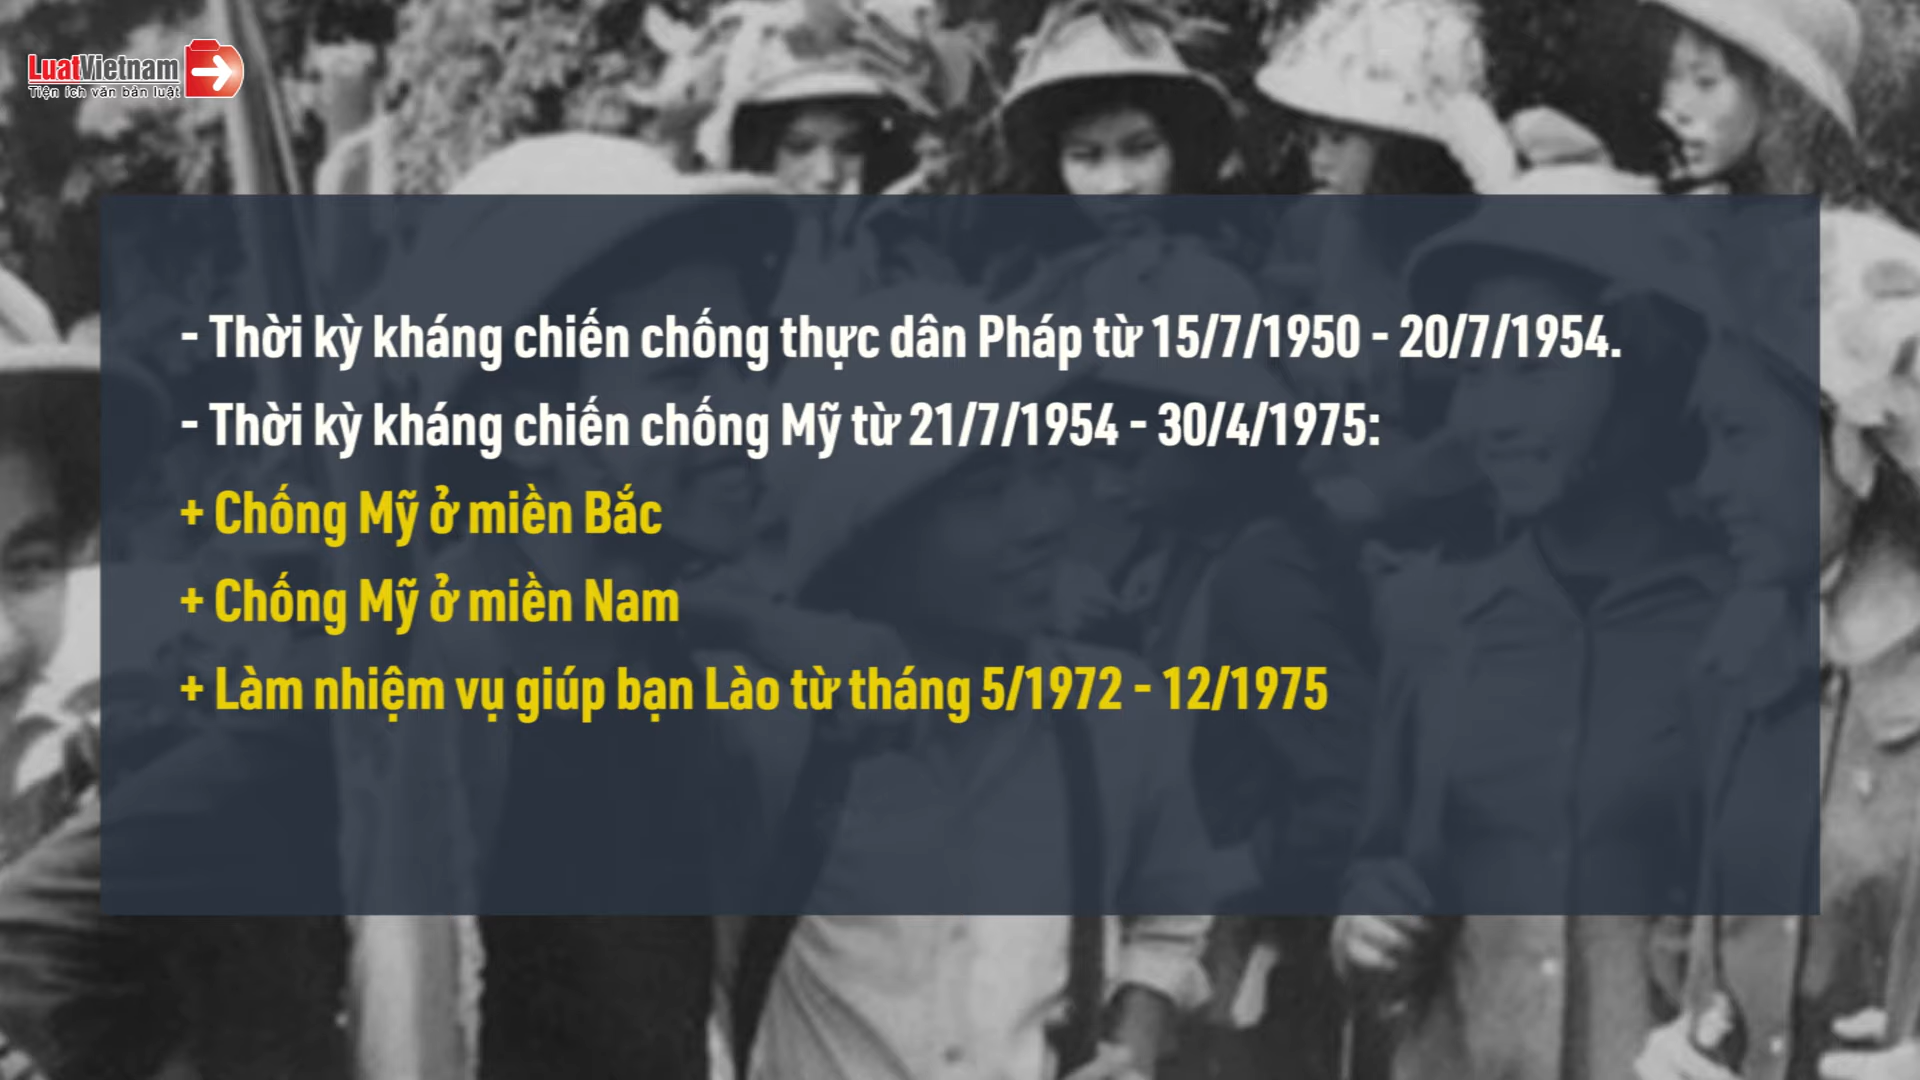 LuatVietnam
Tiện ích văn bản luật
- Thời kỳ kháng chiến chống thực dân Pháp từ 15/7/1950 - 20/7/1954.
- Thời kỳ kháng chiến chống Mỹ từ 21/7/1954 - 30/4/1975:
+ Chống Mỹ ở miền Bắc
+ Chống Mỹ ở miền Nam
+ Làm nhiệm vụ giúp bạn Lào từ tháng 5/1972 - 12/1975